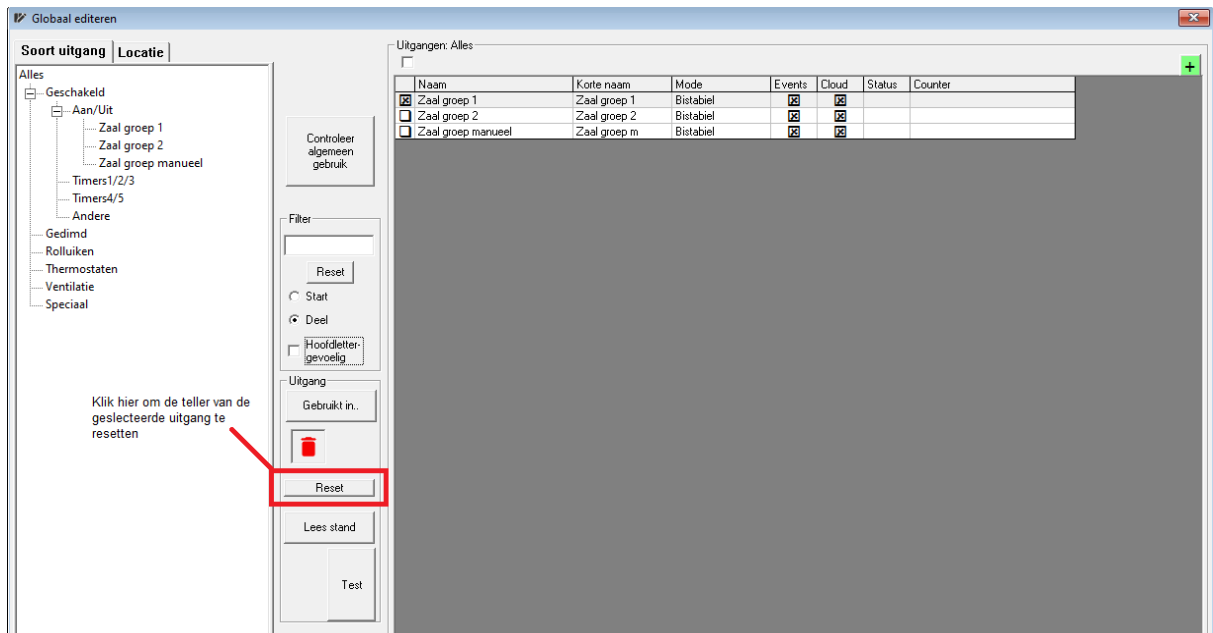 Globaal editeren
Soort uitgang Locatie
Alles
Geschakeld
Aan/Uit
Zaal groep 1
Zaal groep 2
Zaal groep manueel
Timers1/2/3
Timers4/5
Andere
Gedimd
Rolluiken
Thermostaten
Ventilatie
Speciaal
Klik hier om de teller van de
geslecteerde uitgang te
resetten
Controleer
algemeen
gebruik
Filter
Reset
Start
Deel
Hoofdletter-
gevoelig
Uitgang
Gebruikt in..
Reset
Lees stand
Test
Uitgangen: Alles
+
Naam Korte naam Mode Events Cloud Status Counter
Zaal groep 1 Zaal groep 1 Bistabiel
Zaal groep 2 Zaal groep 2 Bistabiel
Zaal groep manueel Zaal groep m Bistabiel